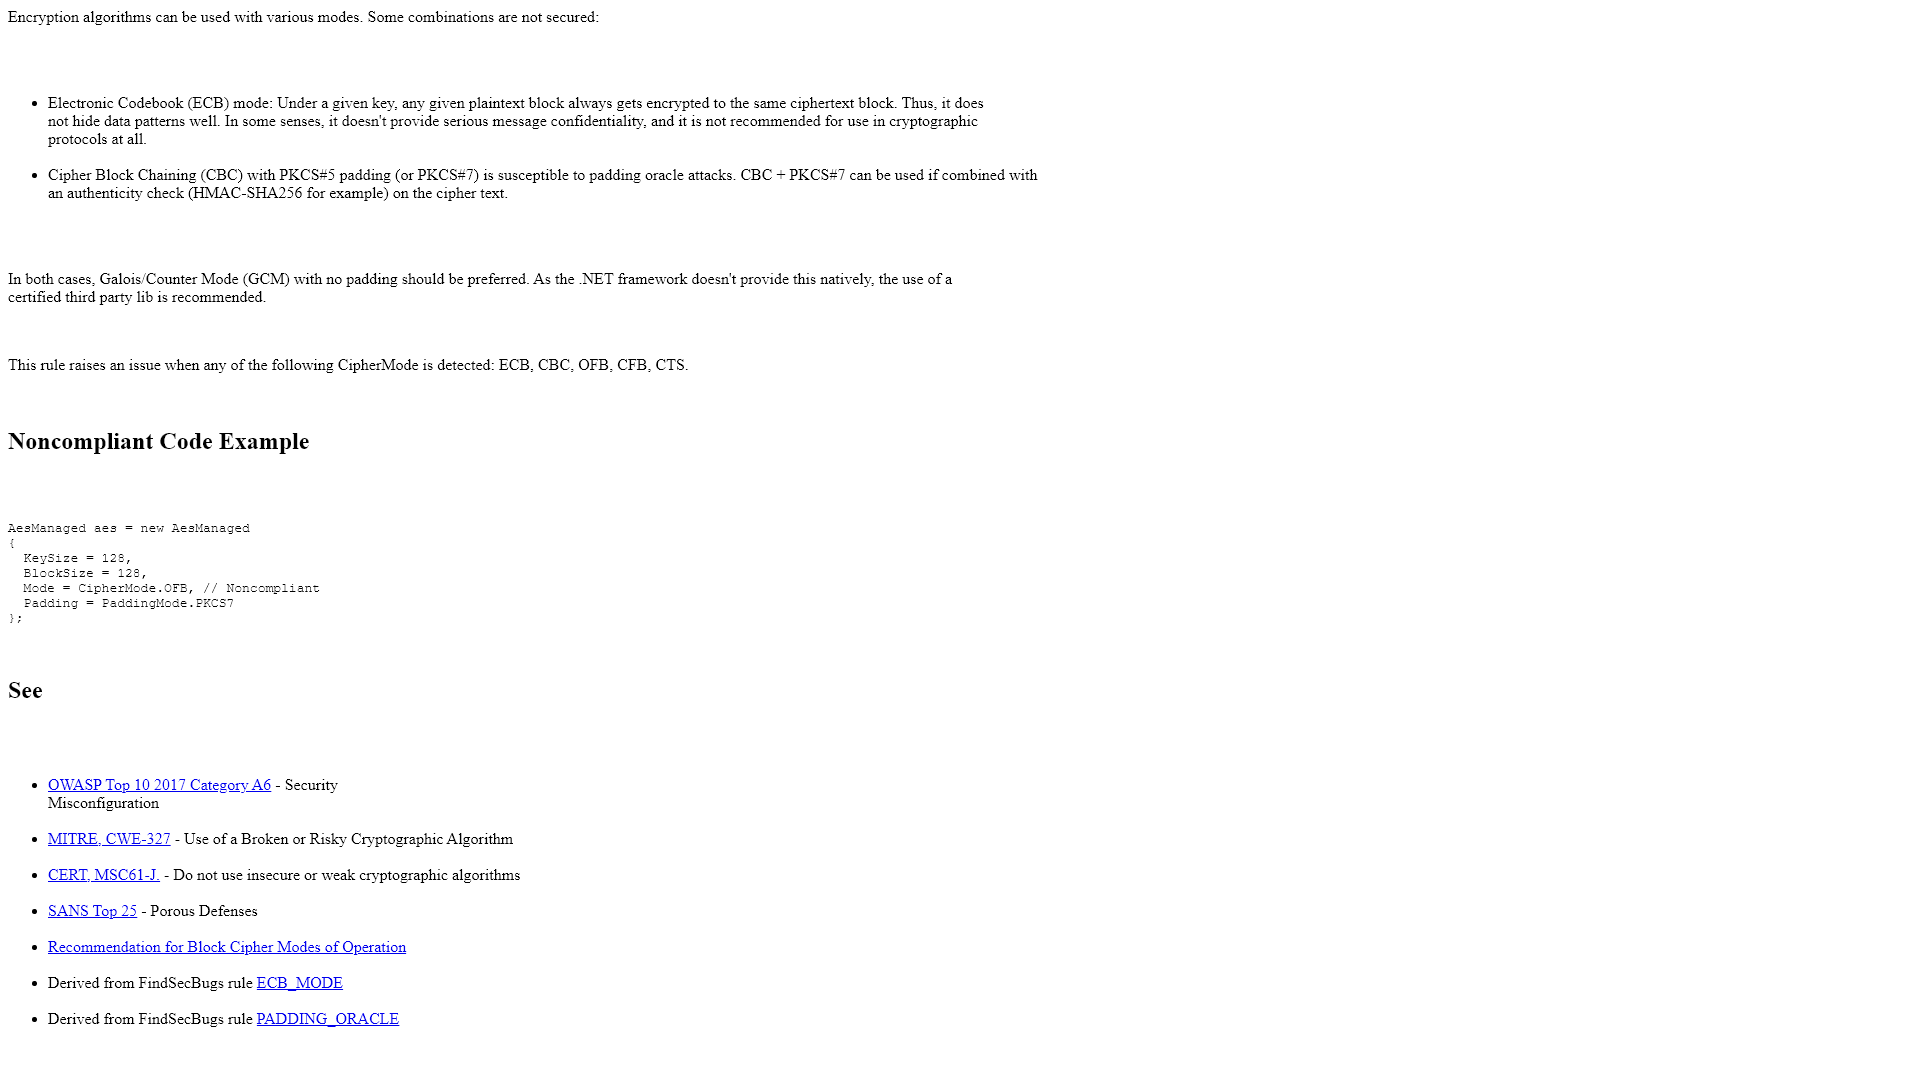 Encryption algorithms can be used with various modes. Some combinations are not secured:
Electronic Codebook (ECB) mode: Under a given key, any given plaintext block always gets encrypted to the same ciphertext block. Thus, it does
not hide data patterns well. In some senses, it doesn't provide serious message confidentiality, and it is not recommended for use in cryptographic
protocols at all.
Cipher Block Chaining (CBC) with PKCS#5 padding (or PKCS#7) is susceptible to padding oracle attacks. CBC + PKCS#7 can be used if combined with
an authenticity check (HMAC-SHA256 for example) on the cipher text.
In both cases, Galois/Counter Mode (GCM) with no padding should be preferred. As the .NET framework doesn't provide this natively, the use of a
certified third party lib is recommended.
This rule raises an issue when any of the following CipherMode is detected: ECB, CBC, OFB, CFB, CTS.
Noncompliant Code Example
AesManaged aes = new AesManaged
{
  KeySize = 128,
  BlockSize = 128,
  Mode = CipherMode.OFB, // Noncompliant
  Padding = PaddingMode.PKCS7
};
See
OWASP Top 10 2017 Category A6 - Security
Misconfiguration
MITRE, CWE-327 - Use of a Broken or Risky Cryptographic Algorithm
CERT, MSC61-J. - Do not use insecure or weak cryptographic algorithms
SANS Top 25 - Porous Defenses
Recommendation for Block Cipher Modes of Operation
Derived from FindSecBugs rule ECB_MODE
Derived from FindSecBugs rule PADDING_ORACLE